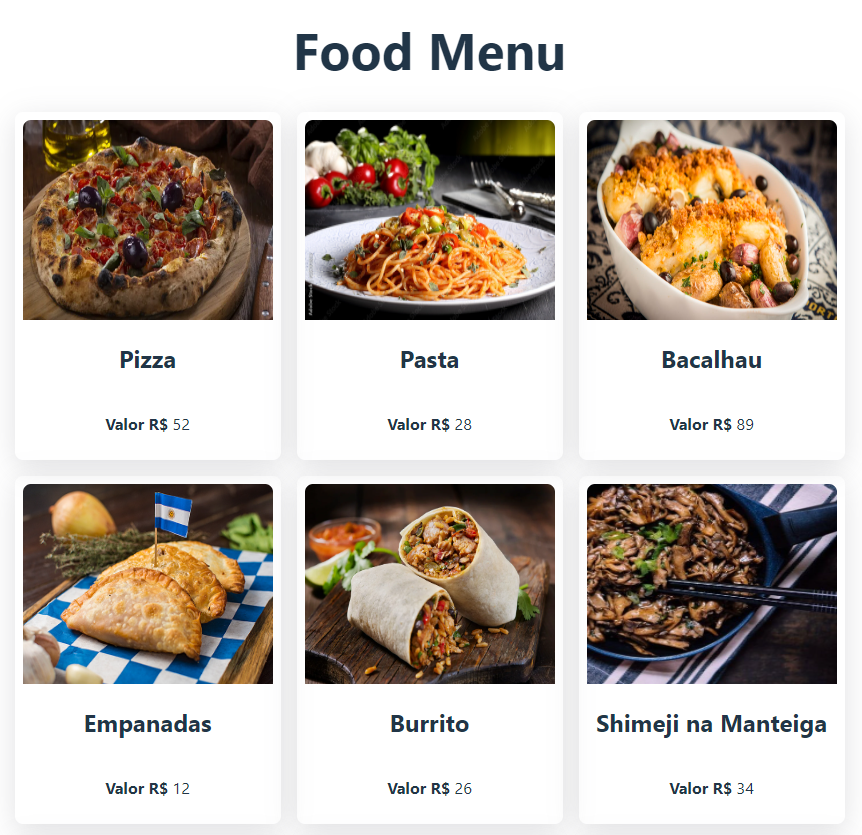 Food Menu
Pizza
Pasta
Bacalhau
Valor R$ 52
Valor R$ 28
Valor R$ 89
Empanadas
Burrito
Shimeji na Manteiga
Valor R$ 12
Valor R$ 26
Valor R$ 34